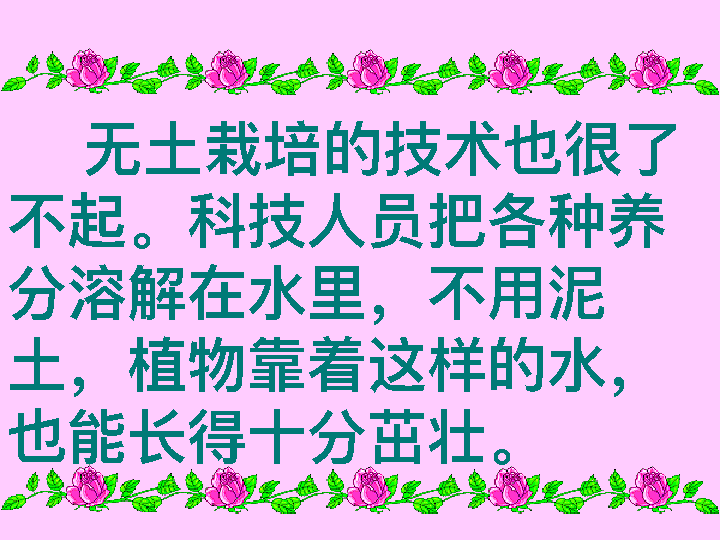 无土栽培的技术也很了
不起。科技人员把各种养
分溶解在水里，不用泥
土，植物靠着这样的水，
也能长得十分茁壮。